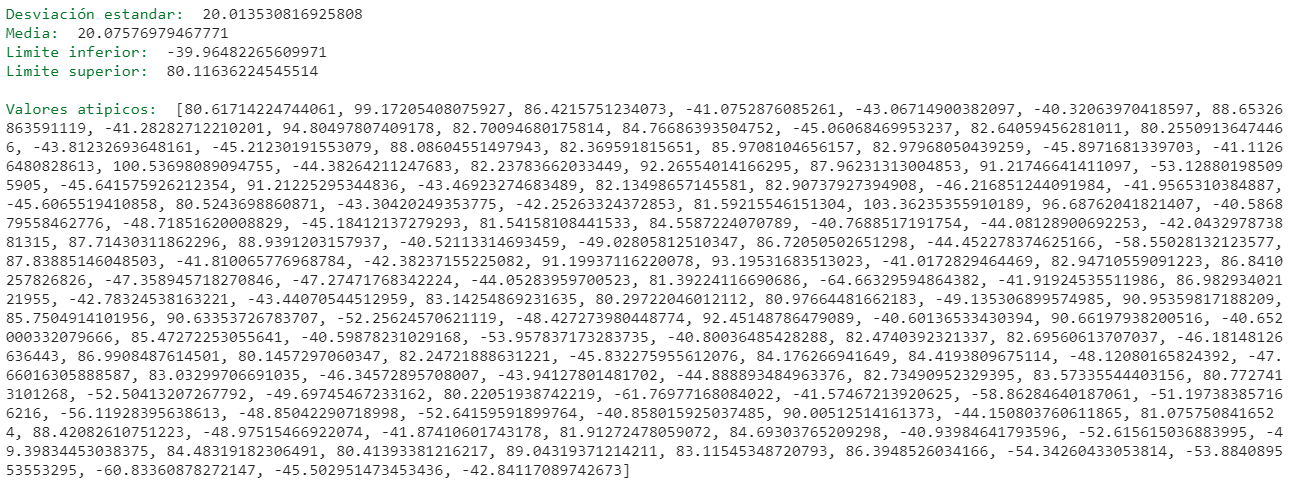 Desviación estandar:  20.013530816925808
Media:  20.07576979467771
Limite inferior:  -39.96482265609971
Limite superior:  80.11636224545514

Valores atipicos:  [80.61714224744061, 99.17205408075927, 86.4215751234073, -41.0752876085261, -43.06714900382097, -40.32063970418597, 88.65326
863591119, -41.28282712210201, 94.80497807409178, 82.70094680175814, 84.76686393504752, -45.06068469953237, 82.64059456281011, 80.2550913647446
6, -43.81232693648161, -45.21230191553079, 88.08604551497943, 82.369591815651, 85.9708104656157, 82.97968050439259, -45.8971681339703, -41.1126
6480828613, 100.53698089094755, -44.38264211247683, 82.23783662033449, 92.26554014166295, 87.96231313004853, 91.21746641411097, -53.128801985095
5905, -45.641575926212354, 91.21225295344836, -43.46923274683489, 82.13498657145581, 82.90737927394908, -46.216851244091984, -41.9565310384887,
-45.6065519410858, 80.5243698860871, -43.30420249353775, -42.25263324372853, 81.59215546151304, 103.36235355910189, 96.68762041821407, -40.5868
79558462776, -48.71851620008829, -45.18412137279293, 81.54158108441533, 84.5587224070789, -40.7688517191754, -44.08128900692253, -42.0432978738
81315, 87.71430311862296, 88.9391203157937, -40.52113314693459, -49.02805812510347, 86.72050502651298, -44.452278374625166, -58.55028132123577,
87.83885146048503, -41.810065776968784, -42.38237155225082, 91.19937116220078, 93.19531683513023, -41.0172829464469, 82.94710559091223, 86.8410
257826826, -47.358945718270846, -47.27471768342224, -44.05283959700523, 81.39224116690686, -64.66329594864382, -41.91924535511986, 86.982934021
21955, -42.78324538163221, -43.44070544512959, 83.14254869231635, 80.29722046012112, 80.97664481662183, -49.135306899574985, 90.95359817188209,
85.7504914101956, 90.63353726783707, -52.25624570621119, -48.427273980448774, 92.45148786479089, -40.60136533430394, 90.66197938200516, -40.652
000332079666, 85.47272253055641, -40.59878231029168, -53.957837173283735, -40.80036485428288, 82.4740392321337, 82.69560613707037, -46.18148126
636443, 86.9908487614501, 80.1457297060347, 82.24721888631221, -45.832275955612076, 84.176266941649, 84.4193809675114, -48.12080165824392, -47.
66016305888587, 83.03299706691035, -46.34572895708007, -43.94127801481702, -44.888893484963376, 82.73490952329395, 83.57335544403156, 80.772741
3101268, -52.50413207267792, -49.69745467233162, 80.22051938742219, -61.76977168084022, -41.57467213920625, -58.86284640187061, -51.19738385716
6216, -56.11928395638613, -48.85042290718998, -52.64159591899764, -40.858015925037485, 90.00512514161373, -44.150803760611865, 81.075750841652
4, 88.42082610751223, -48.97515466922074, -41.87410601743178, 81.91272478059072, 84.69303765209298, -40.93984641793596, -52.615615036883995, -4
9.39834453038375, 84.48319182306491, 80.41393381216217, 89.04319371214211, 83.11545348720793, 86.3948526034166, -54.34260433053814, -53.8840895
53553295, -60.83360878272147, -45.502951473453436, -42.84117089742673]